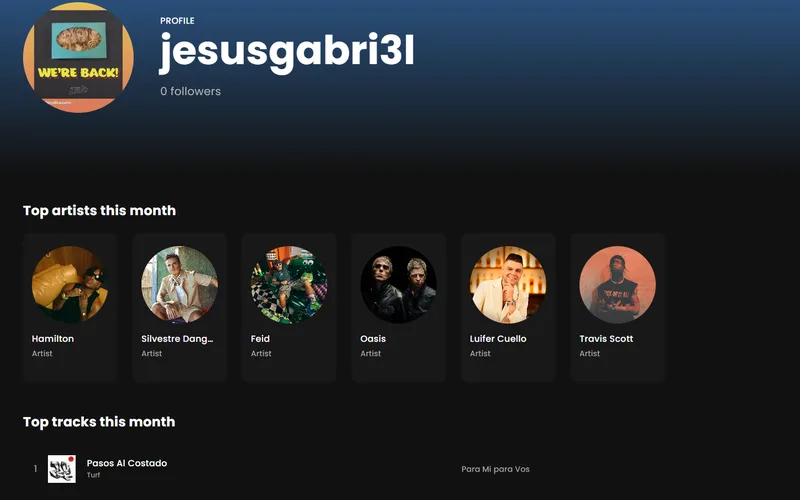 WE'RE BACK!
PROFILE
jesusgabri3l
0 followers
Top artists this month
Hamilton
Artist
Silvestre Dang...
Artist
Feid
Artist
Oasis
Artist
Luifer Cuello
Artist
Travis Scott
Artist
Top tracks this month
1
Pasos Al Costado
Turf
Para Mi para Vos